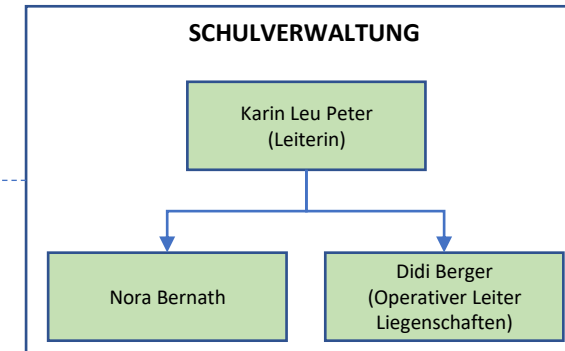 SCHULVERWALTUNG
Karin Leu Peter
(Leiterin)
Nora Bernath
Didi Berger
(Operativer Leiter
Liegenschaften)